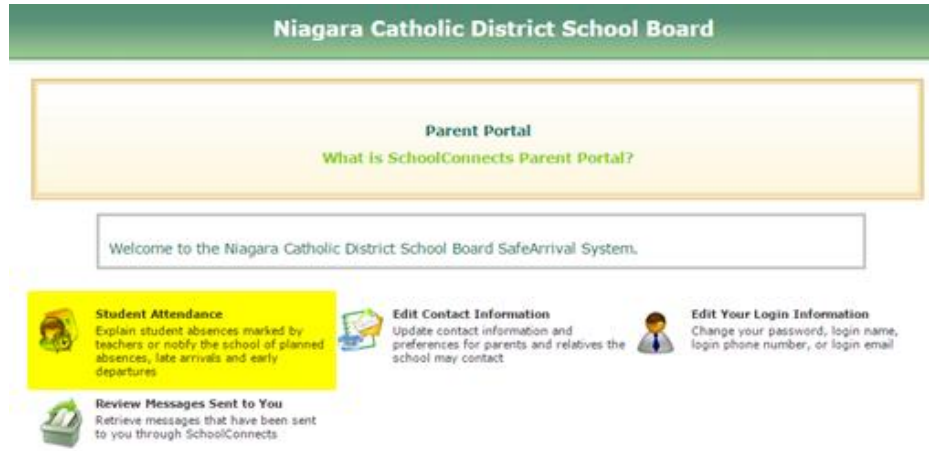 Niagara Catholic District School Board
Parent Portal
What is SchoolConnects Parent Portal?
Welcome to the Niagara Catholic District School Board SafeArrival System.
Student Attendance
Explain student absences marked by
teachers or notify the school of planned
absences, late arrivals and early
departures
Edit Contact Information
Update contact information and
preferences for parents and relatives the
school may contact
Edit Your Login Information
Change your password, login name,
login phone number, or login email
Review Messages Sent to You
Retrieve messages that have been sent
to you through SchoolConnects